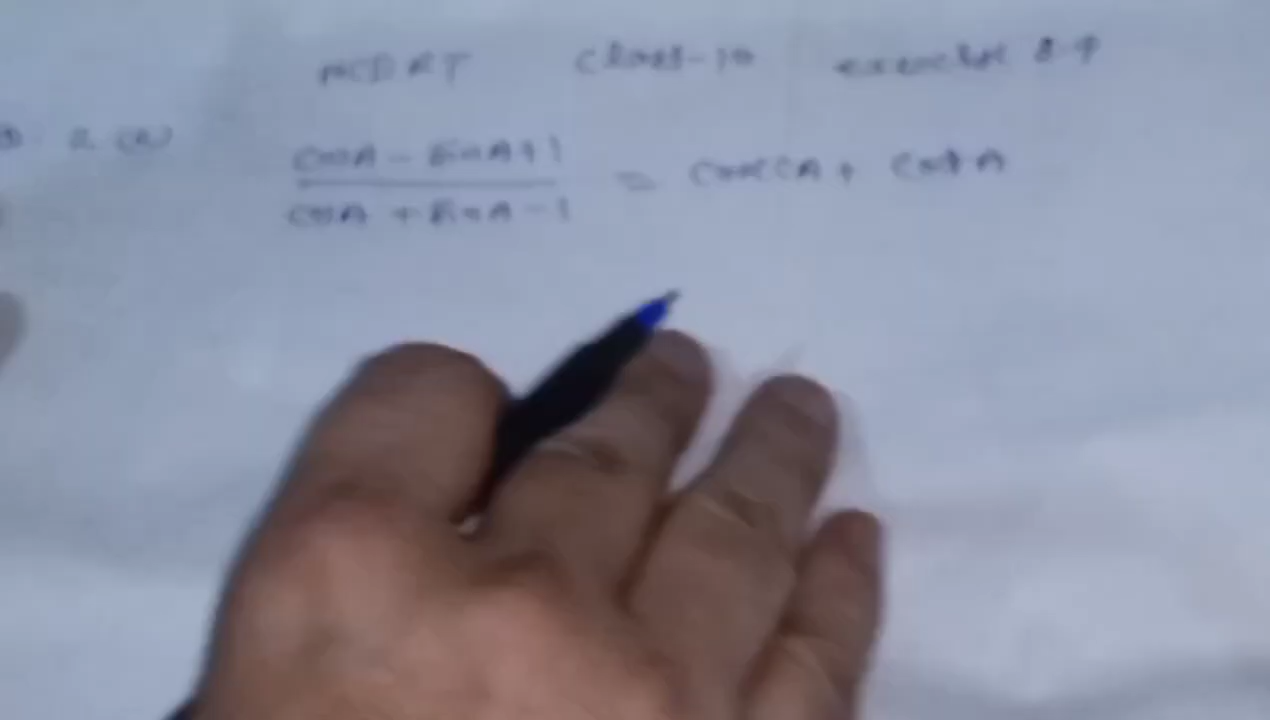 NCERT Class-10 exercise 8.4
cosA - sinA + 1 / cosA + sinA - 1 = cosecA + cotA